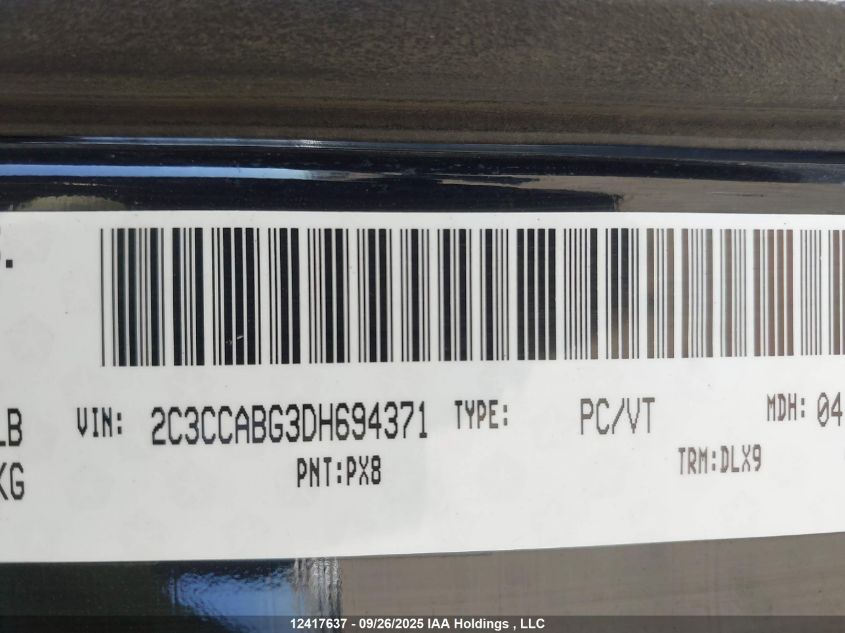 LB VIN: 2C3CCABG3DH694371 TYPE: PC/VT MDH: 04
KG PNT:PX8 TRM:DLX9
12417637 - 09/26/2025 IAA Holdings , LLC